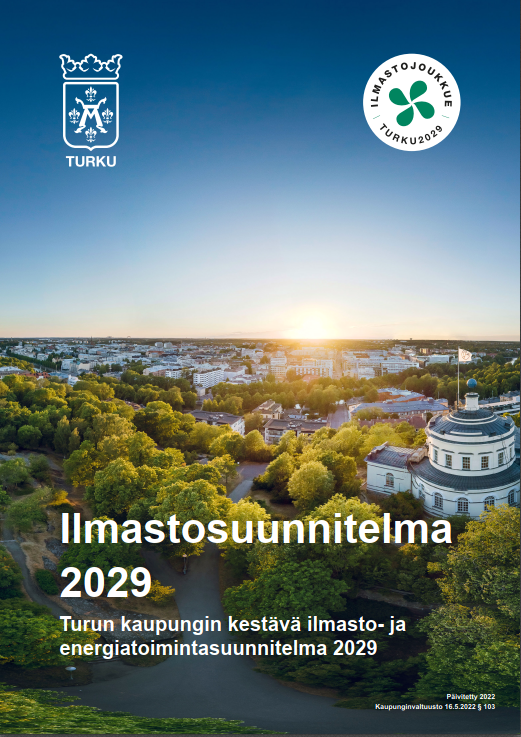 TURKU
ILMASTOJOUKKUE
TURKU2029
Ilmastosuunnitelma
2029
Turun kaupungin kestävä ilmasto- ja
energiatoimintasuunnitelma 2029
Päivitetty 2022
Kaupunginvaltuusto 16.5.2022 § 103